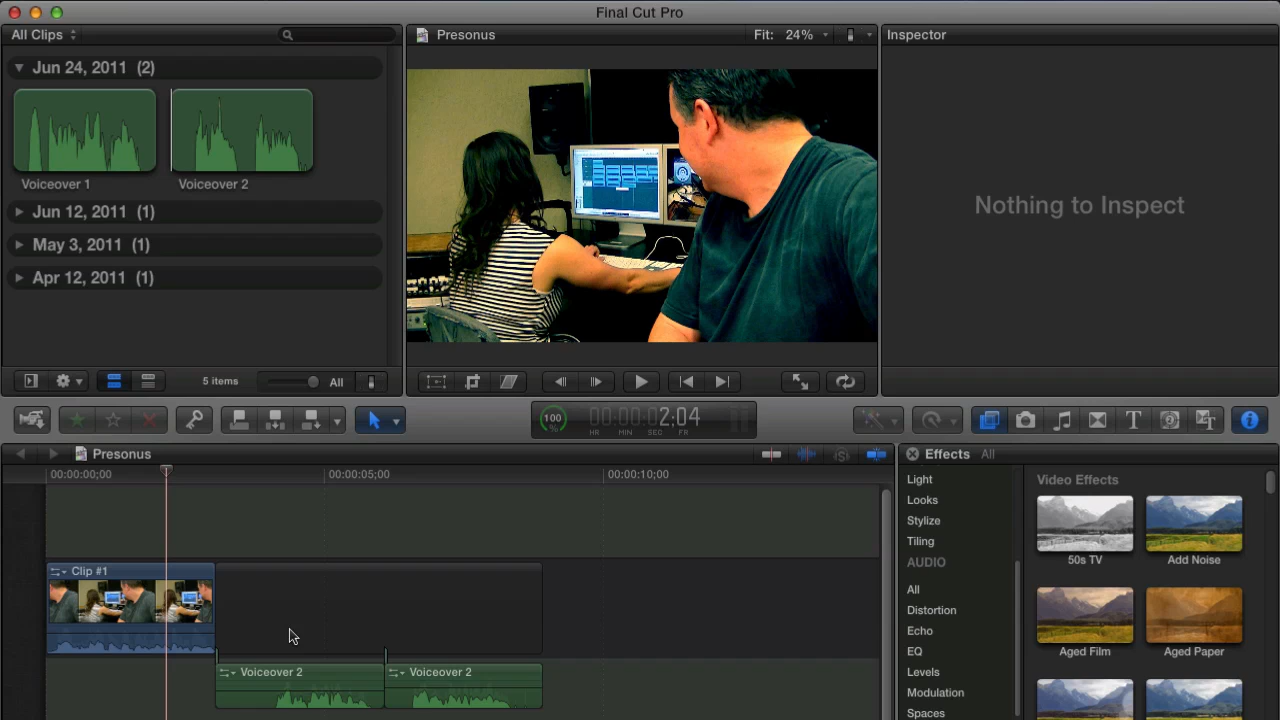 Final Cut Pro
All Clips
Presonus
Fit: 24%
Inspector
Jun 24, 2011 (2)
Voiceover 1
Voiceover 2
Jun 12, 2011 (1)
May 3, 2011 (1)
Apr 12, 2011 (1)
Nothing to Inspect
5 items
All
100
%
00:00:02;04
HR MIN SEC FR
Presonus
Effects All
00:00:00;00
00:00:05;00
00:00:10;00
Clip #1
Voiceover 2
Voiceover 2
Light
Looks
Stylize
Tiling
AUDIO
All
Distortion
Echo
EQ
Levels
Modulation
Spaces
Video Effects
50s TV
Add Noise
Aged Film
Aged Paper